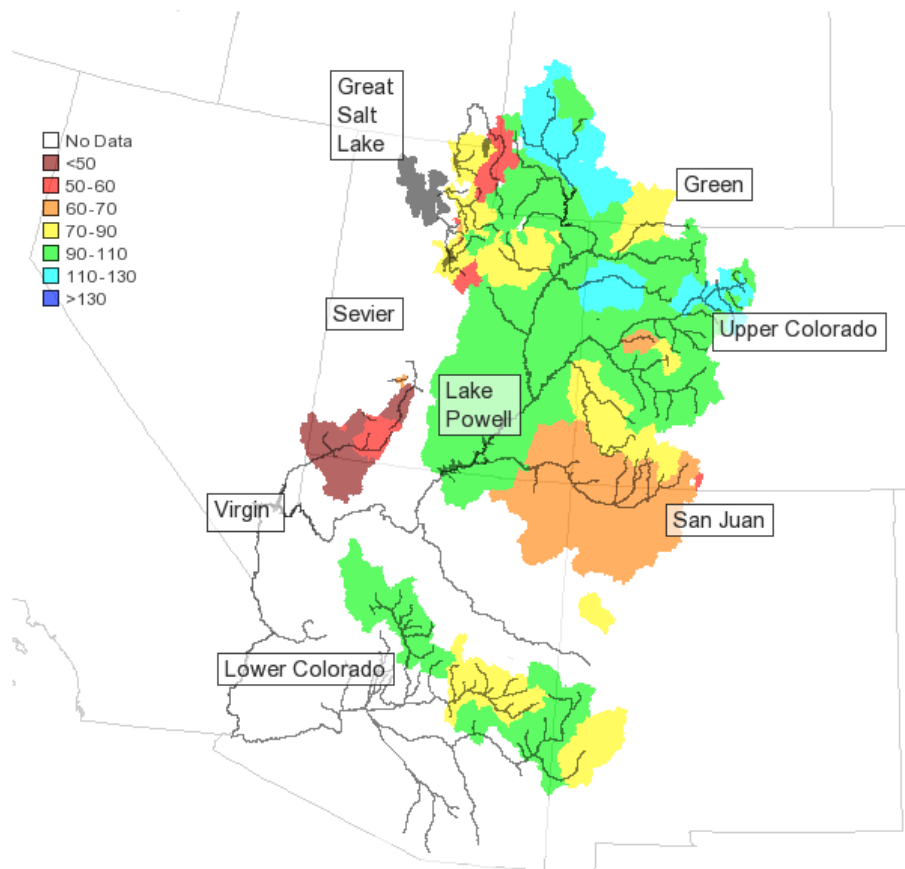 Great
Salt
Lake
No Data
<50
50-60
60-70
70-90
90-110
110-130
>130
Green
Sevier
Upper Colorado
Lake
Powell
Virgin
San Juan
Lower Colorado